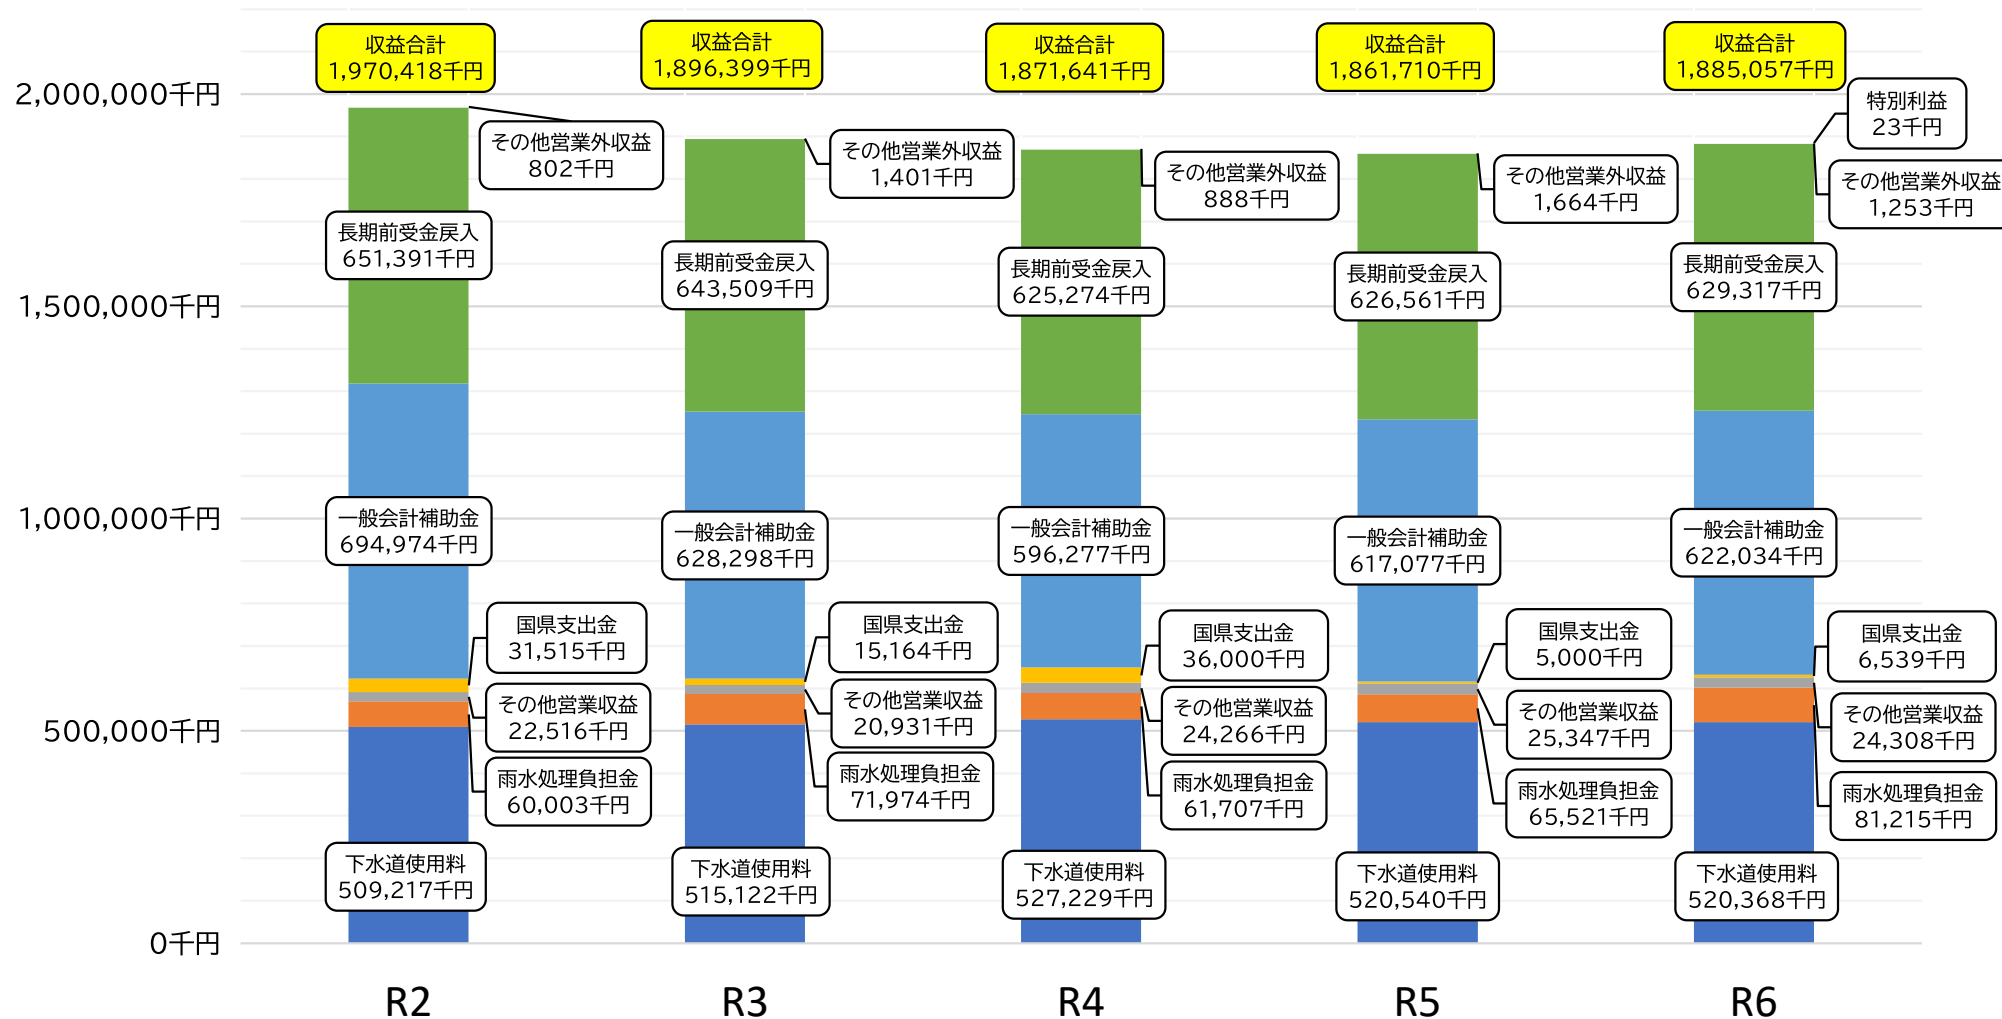 収益合計
1,970,418千円
収益合計
1,896,399千円
収益合計
1,871,641千円
収益合計
1,861,710千円
収益合計
1,885,057千円
2,000,000千円
1,500,000千円
1,000,000千円
500,000千円
0千円
その他営業外収益
802千円
長期前受金戻入
651,391千円
一般会計補助金
694,974千円
国県支出金
31,515千円
その他営業収益
22,516千円
雨水処理負担金
60,003千円
下水道使用料
509,217千円
その他営業外収益
1,401千円
長期前受金戻入
643,509千円
一般会計補助金
628,298千円
国県支出金
15,164千円
その他営業収益
20,931千円
雨水処理負担金
71,974千円
下水道使用料
515,122千円
その他営業外収益
888千円
長期前受金戻入
625,274千円
一般会計補助金
596,277千円
国県支出金
36,000千円
その他営業収益
24,266千円
雨水処理負担金
61,707千円
下水道使用料
527,229千円
その他営業外収益
1,664千円
長期前受金戻入
626,561千円
一般会計補助金
617,077千円
国県支出金
5,000千円
その他営業収益
25,347千円
雨水処理負担金
65,521千円
下水道使用料
520,540千円
特別利益
23千円
その他営業外収益
1,253千円
長期前受金戻入
629,317千円
一般会計補助金
622,034千円
国県支出金
6,539千円
その他営業収益
24,308千円
雨水処理負担金
81,215千円
下水道使用料
520,368千円
R2
R3
R4
R5
R6